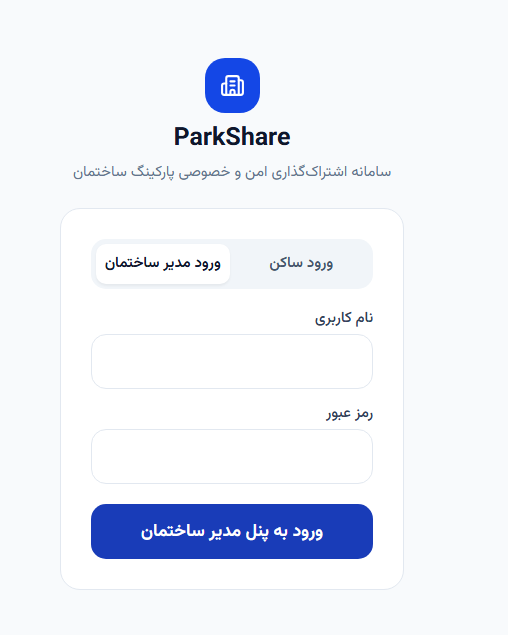 ParkShare
سامانه اشتراک‌گذاری امن و خصوصی پارکینگ ساختمان
ورود ساکن
ورود مدیر ساختمان
نام کاربری
رمز عبور
ورود به پنل مدیر ساختمان